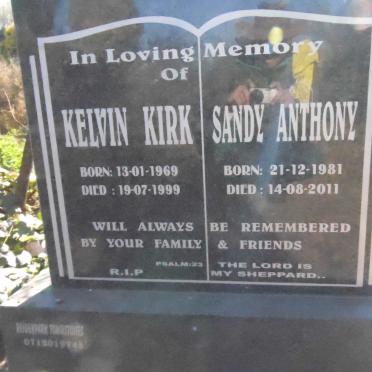 In Loving Memory
Of
KELVIN KIRK
BORN: 13-01-1969
DIED : 19-07-1999
SANDY ANTHONY
BORN: 21-12-1981
DIED : 14-08-2011
WILL ALWAYS BE REMEMBERED
BY YOUR FAMILY & FRIENDS
PSALM:23 THE LORD IS
R.I.P MY SHEPPARD..